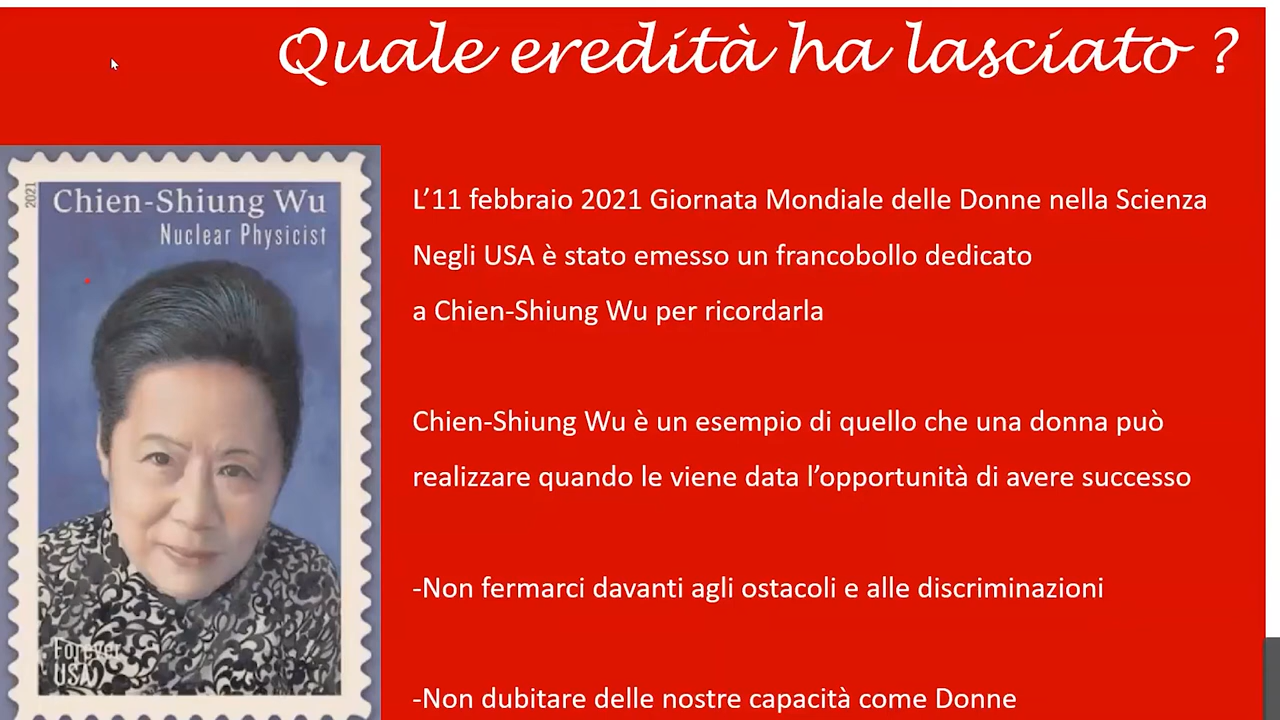 Quale eredità ha lasciato ?
2021
Chien-Shiung Wu
Nuclear Physicist
Forever
USA
L’11 febbraio 2021 Giornata Mondiale delle Donne nella Scienza
Negli USA è stato emesso un francobollo dedicato
a Chien-Shiung Wu per ricordarla
Chien-Shiung Wu è un esempio di quello che una donna può
realizzare quando le viene data l’opportunità di avere successo
-Non fermarci davanti agli ostacoli e alle discriminazioni
-Non dubitare delle nostre capacità come Donne